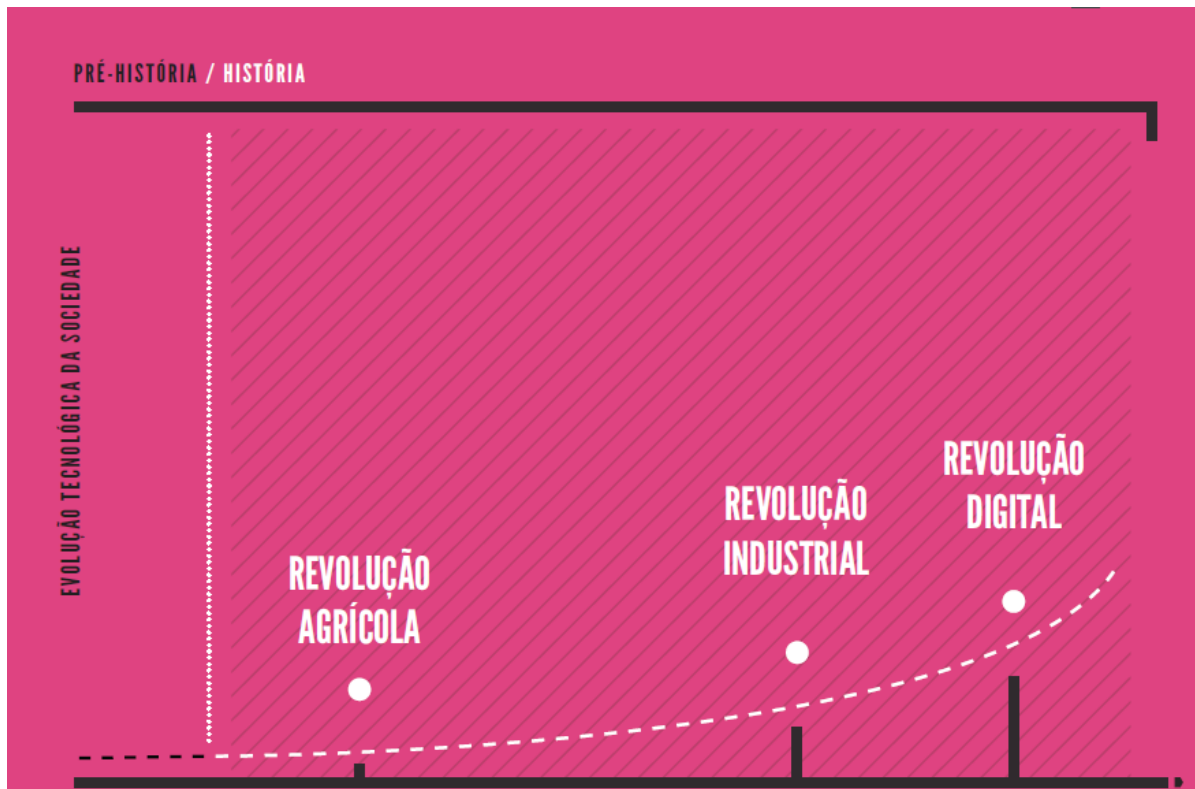 PRÉ-HISTÓRIA / HISTÓRIA
EVOLUÇÃO TECNOLÓGICA DA SOCIEDADE
REVOLUÇÃO
AGRÍCOLA
REVOLUÇÃO
INDUSTRIAL
REVOLUÇÃO
DIGITAL